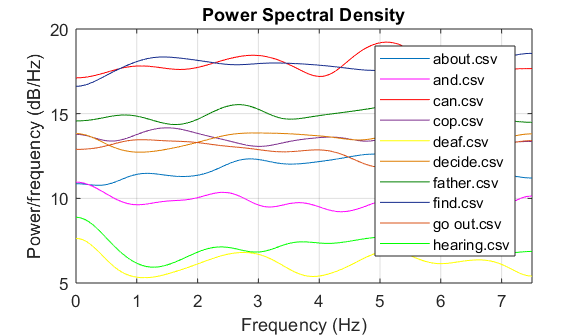 Power Spectral Density
20
15
10
5
Power/frequency (dB/Hz)
about.csv
and.csv
can.csv
cop.csv
deaf.csv
decide.csv
father.csv
find.csv
go out.csv
hearing.csv
0 1 2 3 4 5 6 7
Frequency (Hz)